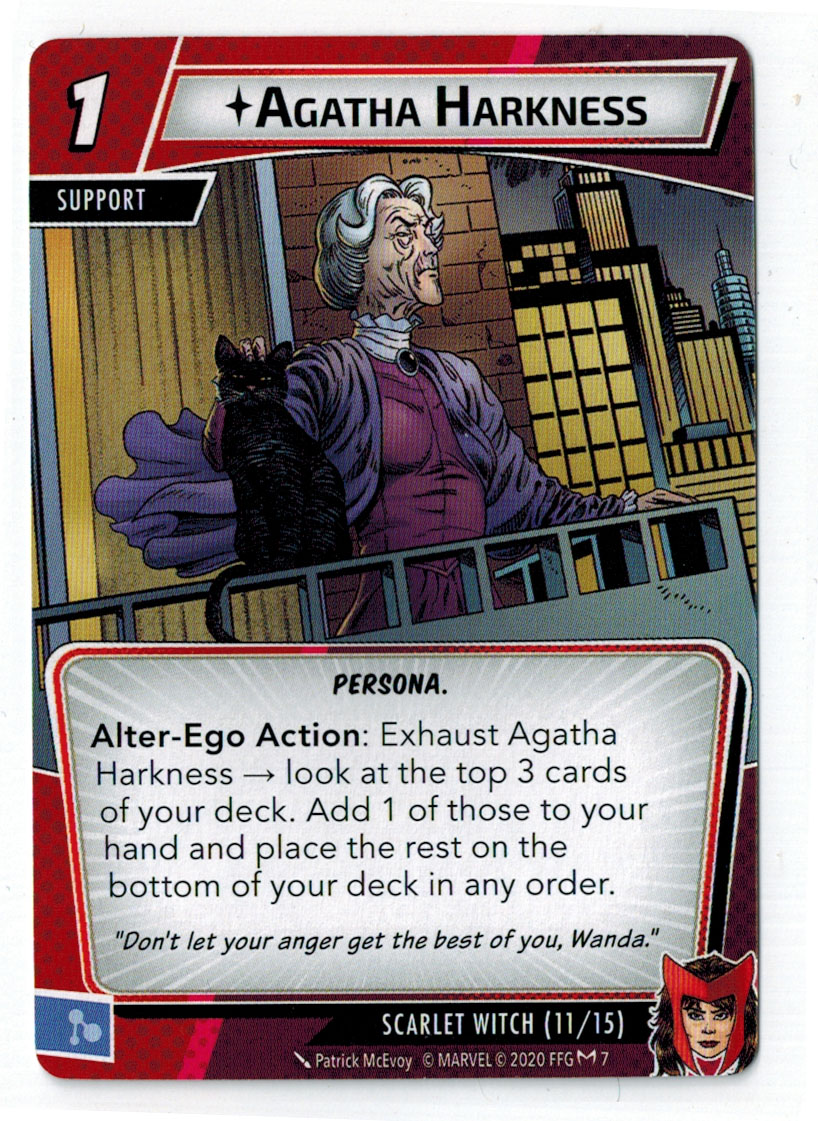 1
AGATHA HARKNESS
SUPPORT
PERSONA.
Alter-Ego Action: Exhaust Agatha
Harkness → look at the top 3 cards
of your deck. Add 1 of those to your
hand and place the rest on the
bottom of your deck in any order.
"Don't let your anger get the best of you, Wanda."
SCARLET WITCH (11/15)
Patrick McEvoy © MARVEL © 2020 FFG 7